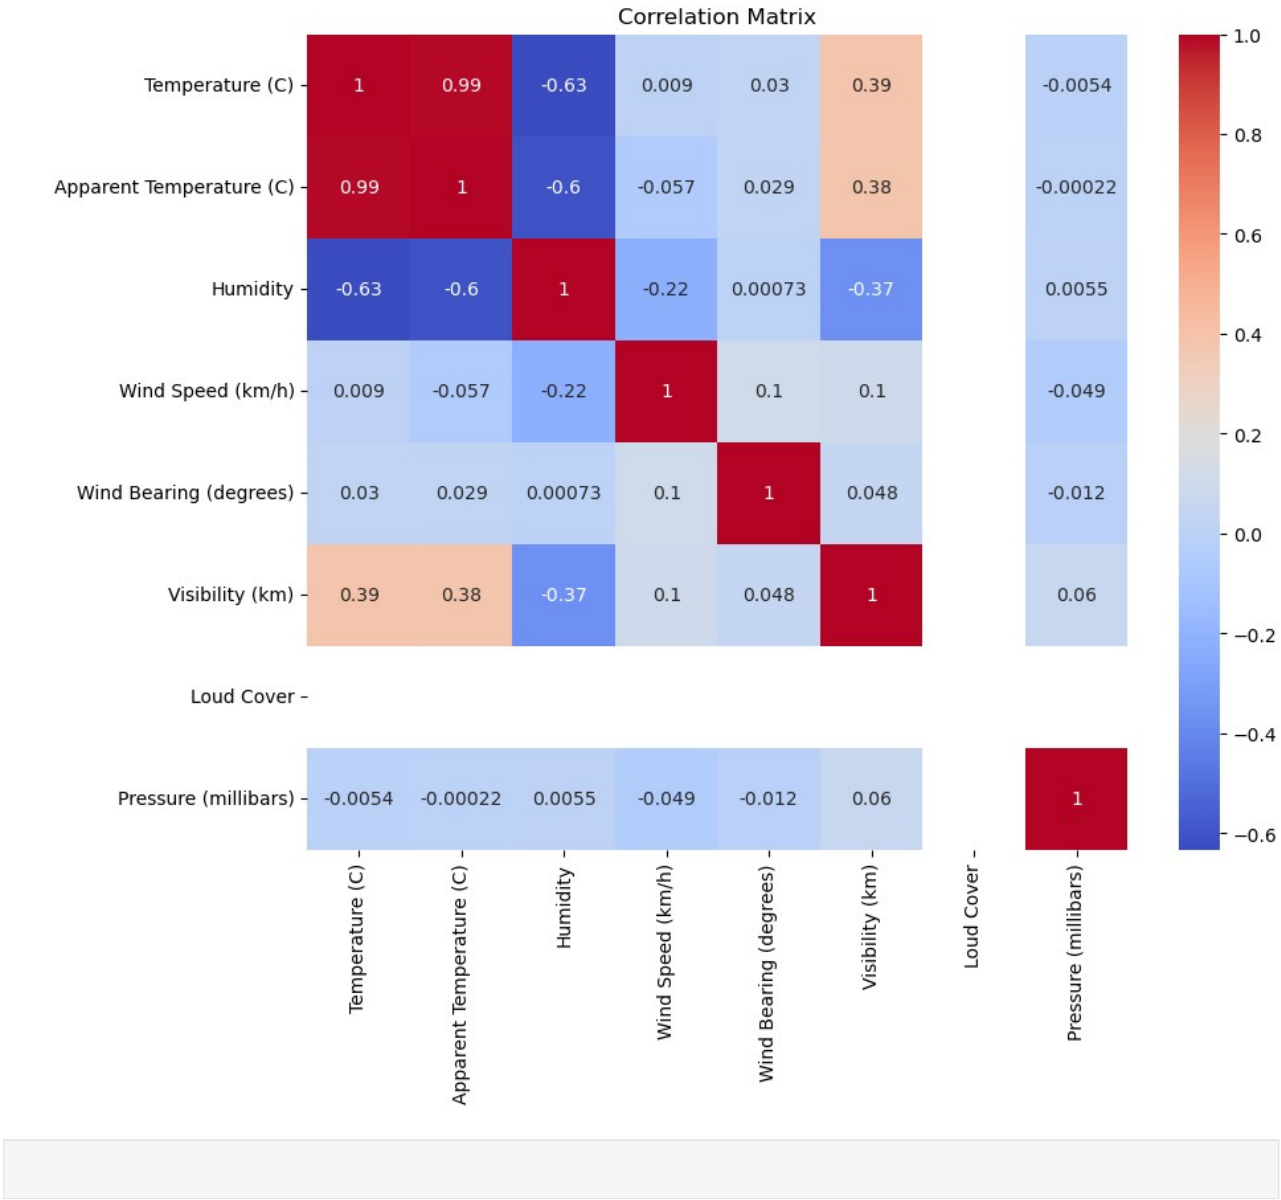 Correlation Matrix
Temperature (C) 1 0.99 -0.63 0.009 0.03 0.39 -0.0054
Apparent Temperature (C) 0.99 1 -0.6 -0.057 0.029 0.38 -0.00022
Humidity -0.63 -0.6 1 -0.22 0.00073 -0.37 0.0055
Wind Speed (km/h) 0.009 -0.057 -0.22 1 0.1 0.1 -0.049
Wind Bearing (degrees) 0.03 0.029 0.00073 0.1 1 0.048 -0.012
Visibility (km) 0.39 0.38 -0.37 0.1 0.048 1 0.06
Loud Cover
Pressure (millibars) -0.0054 -0.00022 0.0055 -0.049 -0.012 0.06 1
Temperature (C)
Apparent Temperature (C)
Humidity
Wind Speed (km/h)
Wind Bearing (degrees)
Visibility (km)
Loud Cover
Pressure (millibars)
1.0
0.8
0.6
0.4
0.2
0.0
−0.2
−0.4
−0.6